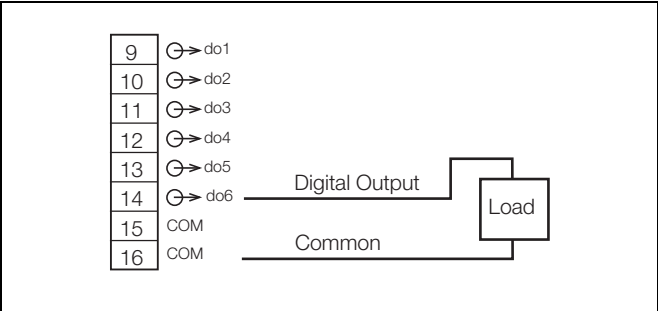 9 do1
10 do2
11 do3
12 do4
13 do5
14 do6 Digital Output
Load
15 COM
Common
16 COM